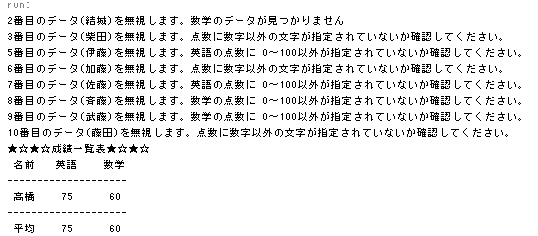 run:
2番目のデータ(結城)を無視します。数学のデータが見つかりません
3番目のデータ(柴田)を無視します。点数に数字以外の文字が指定されていないか確認してください。
5番目のデータ(伊藤)を無視します。英語の点数に 0～100以外が指定されていないか確認してください。
6番目のデータ(加藤)を無視します。点数に数字以外の文字が指定されていないか確認してください。
7番目のデータ(佐藤)を無視します。英語の点数に 0～100以外が指定されていないか確認してください。
8番目のデータ(斉藤)を無視します。数学の点数に 0～100以外が指定されていないか確認してください。
9番目のデータ(武藤)を無視します。数学の点数に 0～100以外が指定されていないか確認してください。
10番目のデータ(藤田)を無視します。点数に数字以外の文字が指定されていないか確認してください。
★☆★☆成績一覧表★☆★☆
名前 英語 数学
--------------------
高橋 75 60
--------------------
平均 75 60